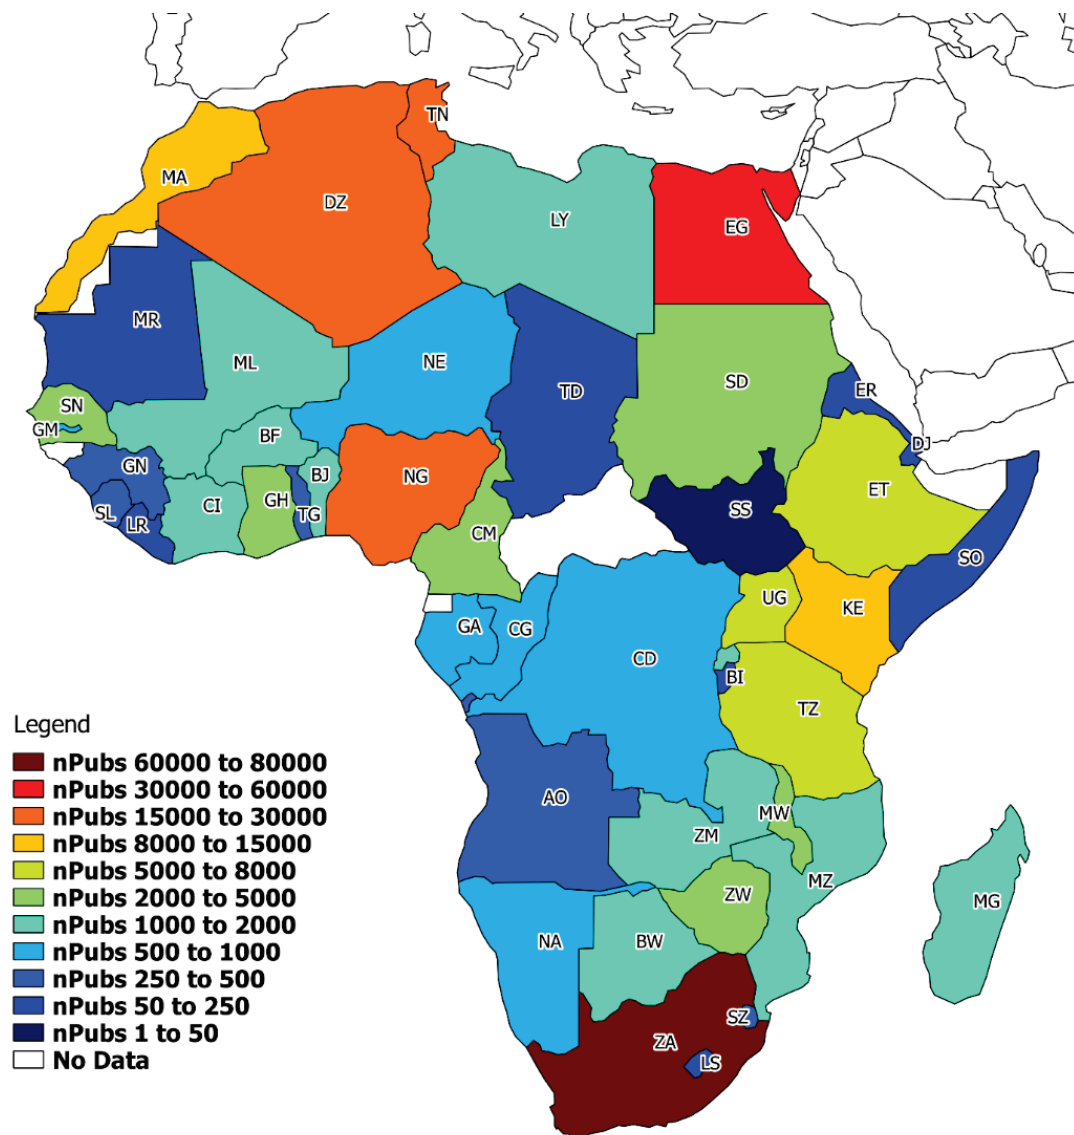 TN
MA
DZ
LY
EG
MR
ML
NE
TD
SD
ER
SN
GM
BF
DJ
GN
BJ
NG
ET
CI
GH
SL
LR
TG
CM
SS
SO
UG
KE
GA
CG
CD
BI
TZ
Legend
nPubs 60000 to 80000
nPubs 30000 to 60000
nPubs 15000 to 30000
nPubs 8000 to 15000
nPubs 5000 to 8000
nPubs 2000 to 5000
nPubs 1000 to 2000
nPubs 500 to 1000
nPubs 250 to 500
nPubs 50 to 250
nPubs 1 to 50
No Data
AO
MW
ZM
MZ
ZW
MG
NA
BW
SZ
ZA
LS